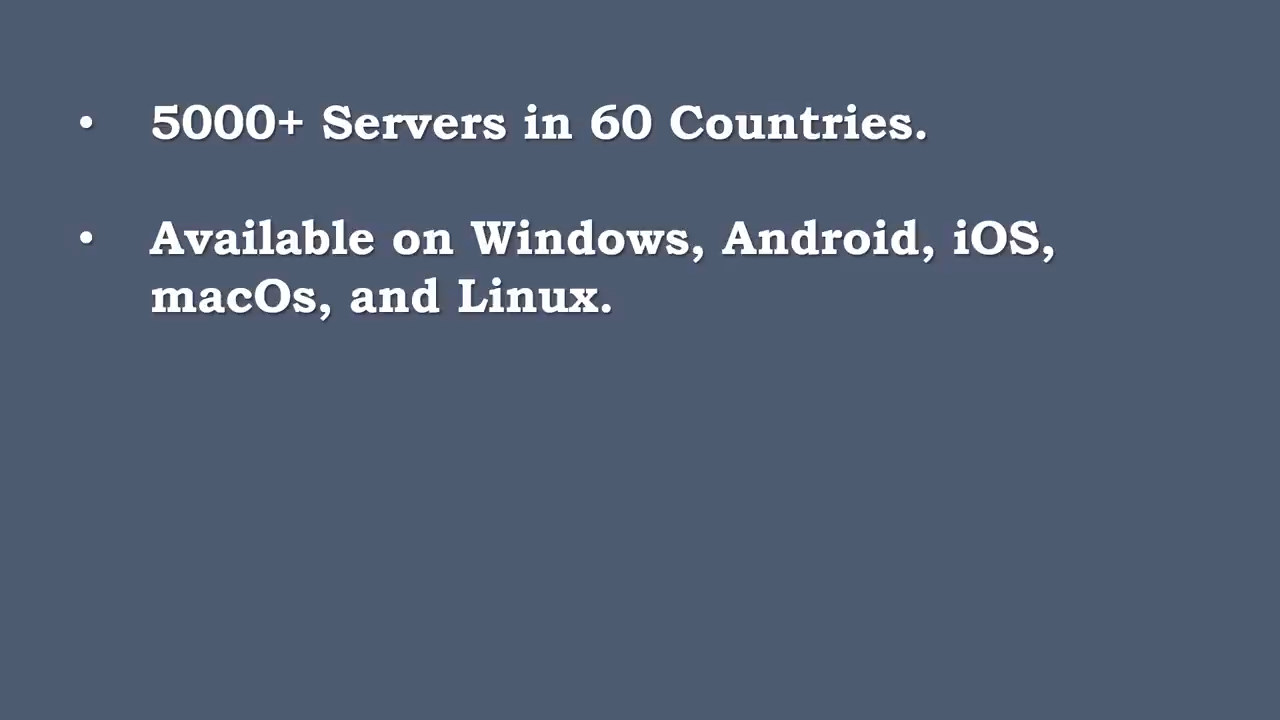 • 5000+ Servers in 60 Countries.
• Available on Windows, Android, iOS,
macOs, and Linux.